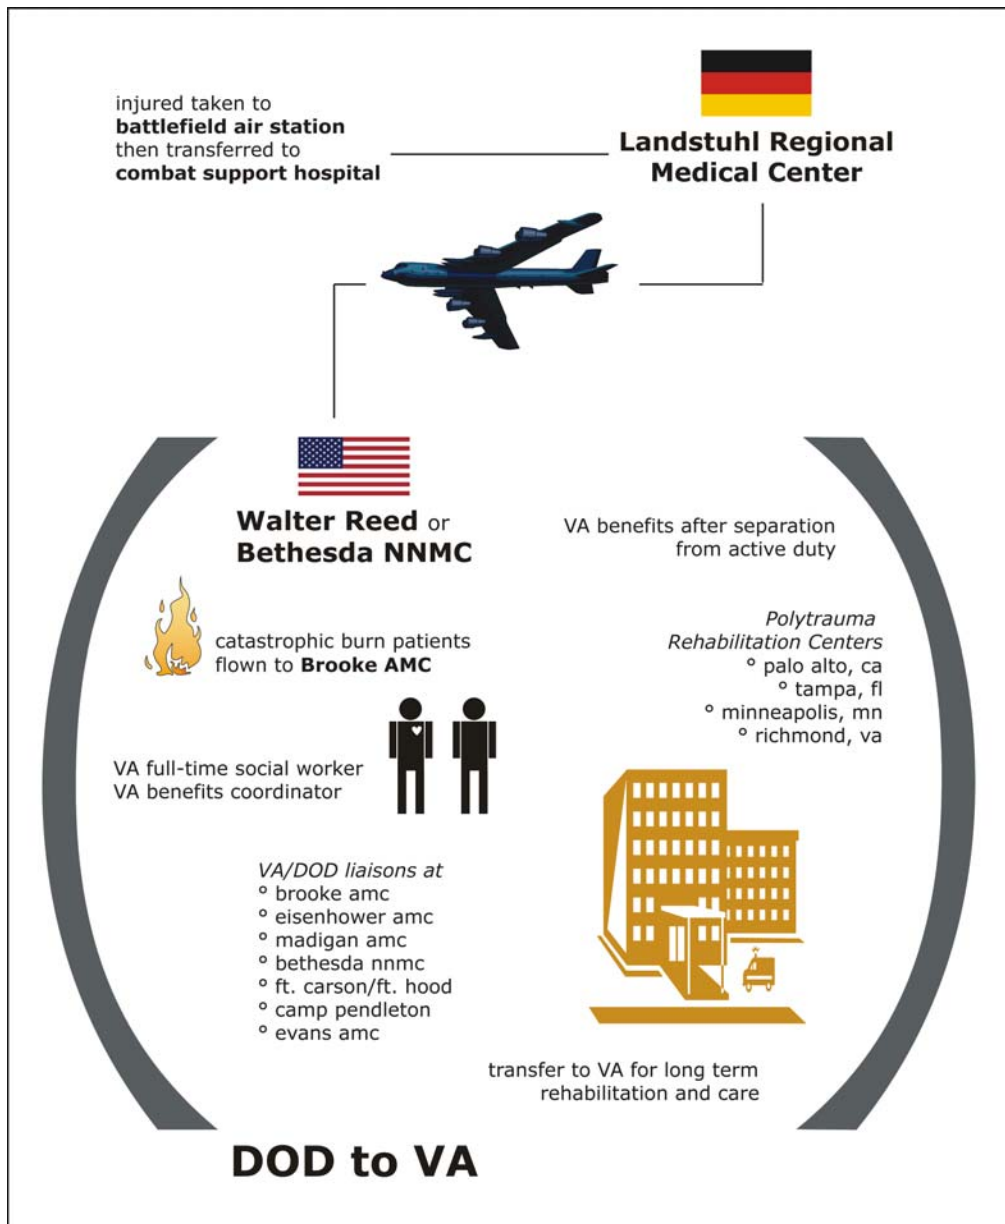 injured taken to
battlefield air station
then transferred to
combat support hospital
Landstuhl Regional
Medical Center
Walter Reed or
Bethesda NNMC
catastrophic burn patients
flown to Brooke AMC
VA full-time social worker
VA benefits coordinator
VA/DOD liaisons at
° brooke amc
° eisenhower amc
° madigan amc
° bethesda nnmc
° ft. carson/ft. hood
° camp pendleton
° evans amc
VA benefits after separation
from active duty
Polytrauma
Rehabilitation Centers
° palo alto, ca
° tampa, fl
° minneapolis, mn
° richmond, va
transfer to VA for long term
rehabilitation and care
DOD to VA